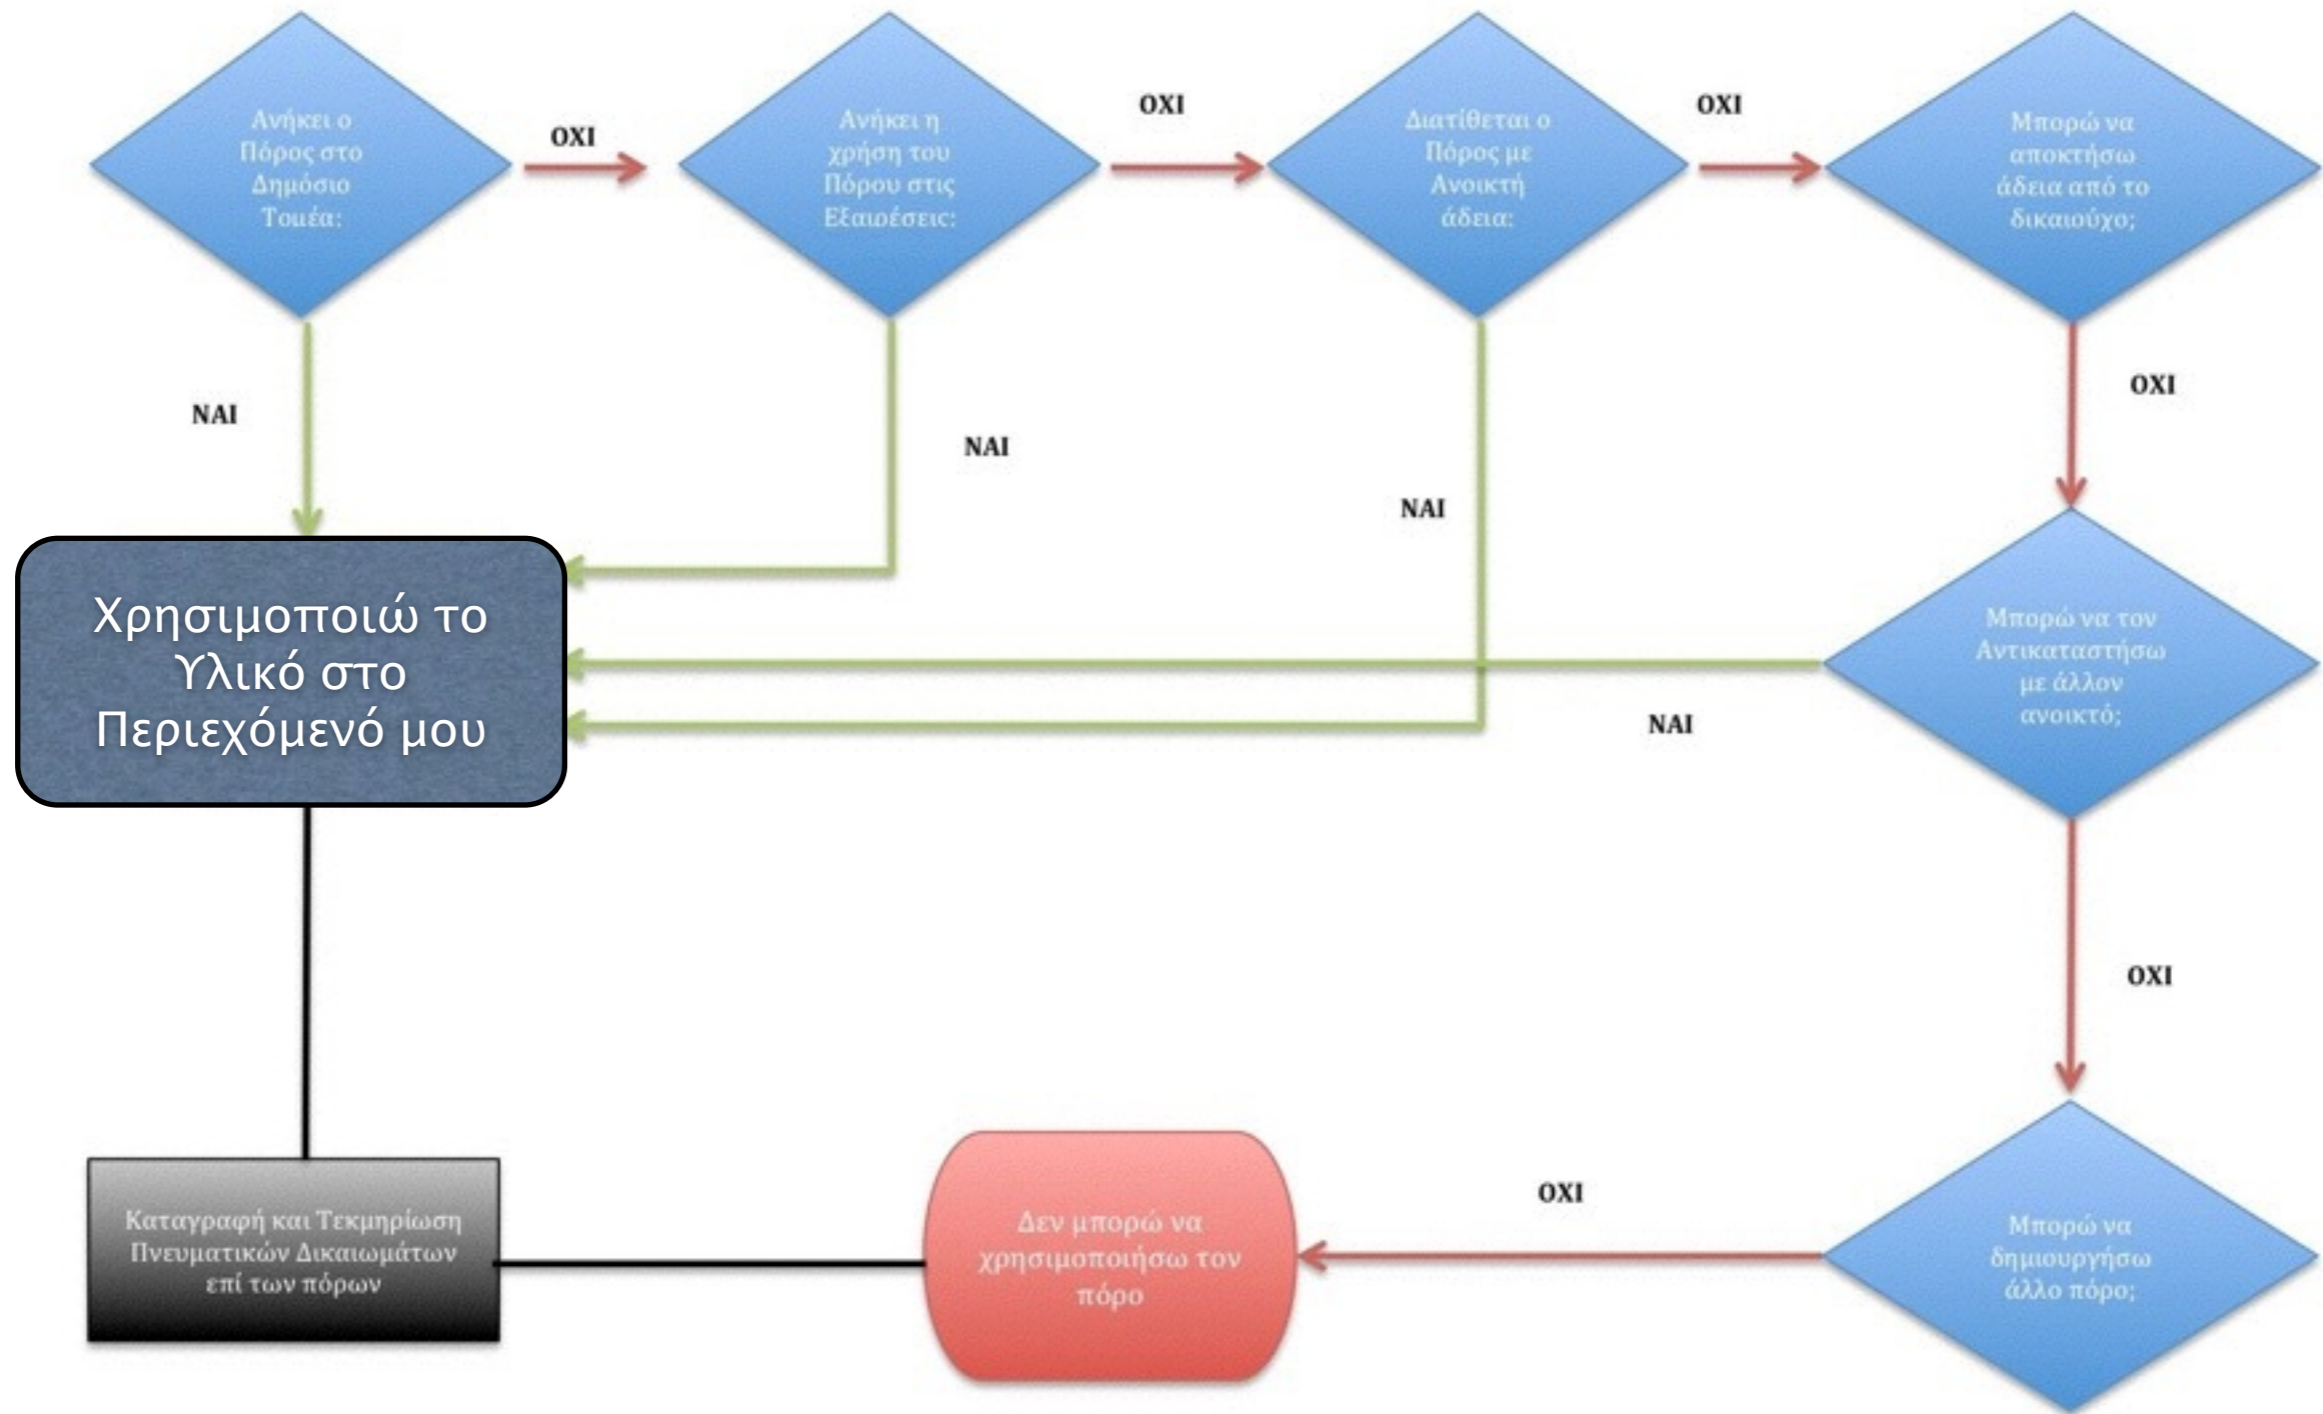 Ανήκει ο
Πόρος στο
Δημόσιο
Τομέα;
ΟΧΙ
Ανήκει η
χρήση του
Πόρου στις
Εξαιρέσεις;
ΟΧΙ
Διατίθεται ο
Πόρος με
Ανοικτή
άδεια;
ΟΧΙ
Μπορώ να
αποκτήσω
άδεια από το
δικαιούχο;
ΝΑΙ
ΝΑΙ
ΝΑΙ
ΟΧΙ
Χρησιμοποιώ το
Υλικό στο
Περιεχόμενό μου
Μπορώ να τον
Αντικαταστήσω
με άλλον
ανοικτό;
ΝΑΙ
ΟΧΙ
Καταγραφή και Τεκμηρίωση
Πνευματικών Δικαιωμάτων
επί των πόρων
Δεν μπορώ να
χρησιμοποιήσω τον
πόρο
ΟΧΙ
Μπορώ να
δημιουργήσω
άλλο πόρο;